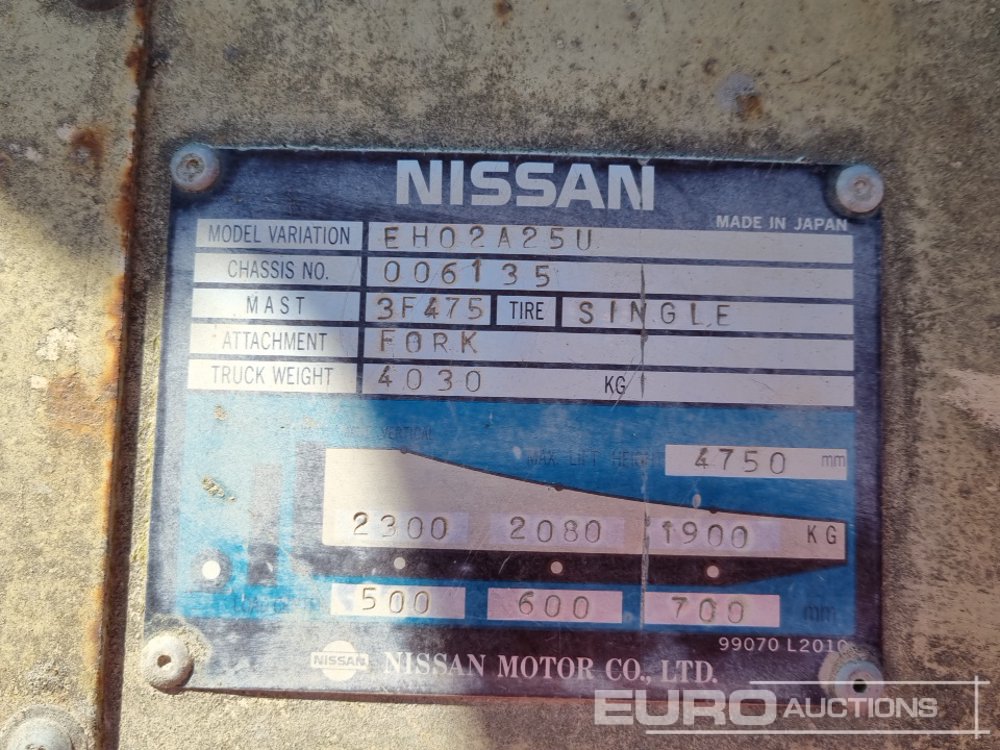 NISSAN
MADE IN JAPAN
MODEL VARIATION EH02A25U
CHASSIS NO. 006135
MAST 3F475 TIRE SINGLE
ATTACHMENT FORK
TRUCK WEIGHT 4030 KG
VERTICAL
MAX. LIFT HEIGHT 4750 mm
2300 2080 1900 KG
500 600 700 mm
99070 L2010
NISSAN NISSAN MOTOR CO., LTD.
EURO AUCTIONS